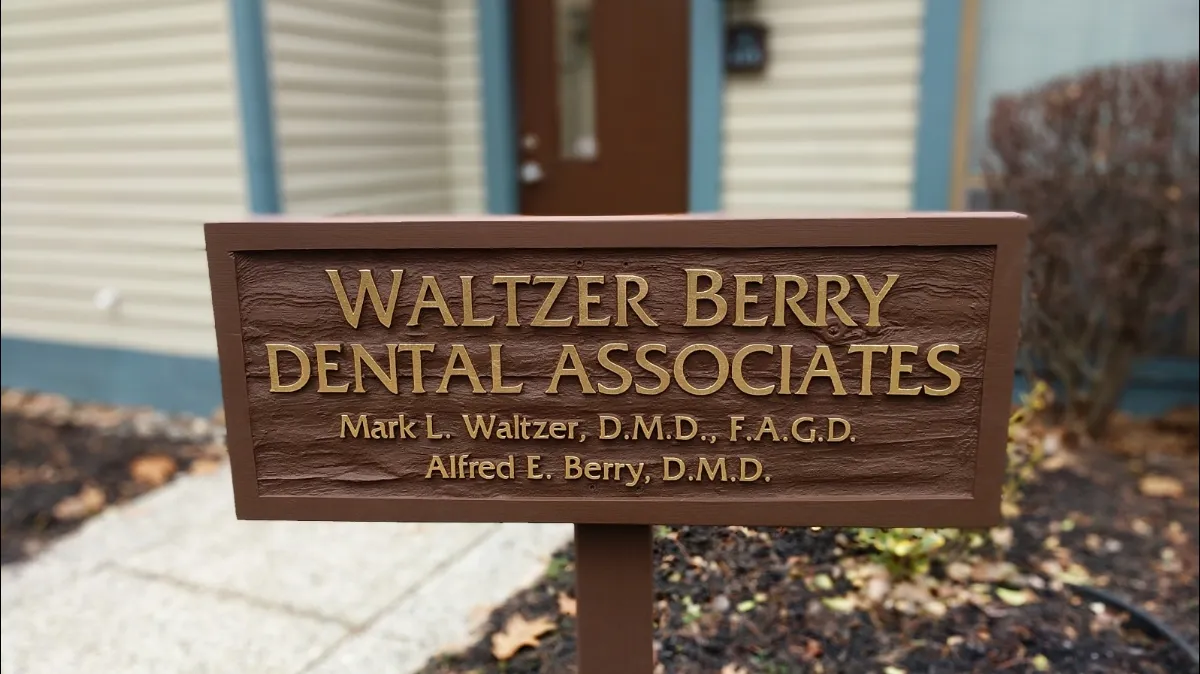 WALTZER BERRY
DENTAL ASSOCIATES
Mark L. Waltzer, D.M.D., F.A.G.D.
Alfred E. Berry, D.M.D.